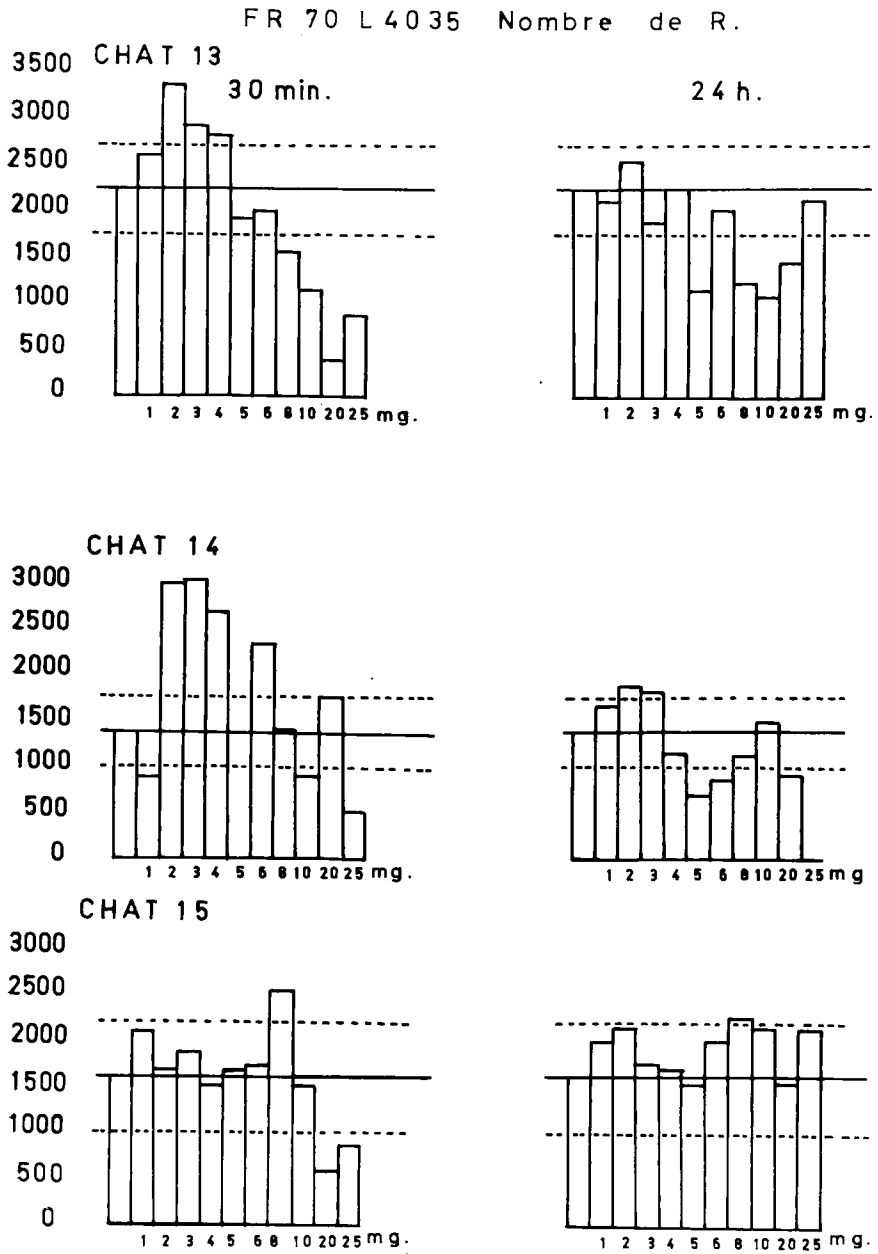 FR 70 L4035 Nombre de R.
CHAT 13
30 min.
24 h.
3500
3000
2500
2000
1500
1000
500
0
1 2 3 4 5 6 8 10 20 25 mg.
1 2 3 4 5 6 8 10 20 25 mg.
CHAT 14
3000
2500
2000
1500
1000
500
0
1 2 3 4 5 6 8 10 20 25 mg.
1 2 3 4 5 6 8 10 20 25 mg
CHAT 15
3000
2500
2000
1500
1000
500
0
1 2 3 4 5 6 8 10 20 25 mg.
1 2 3 4 5 6 8 10 20 25 mg.